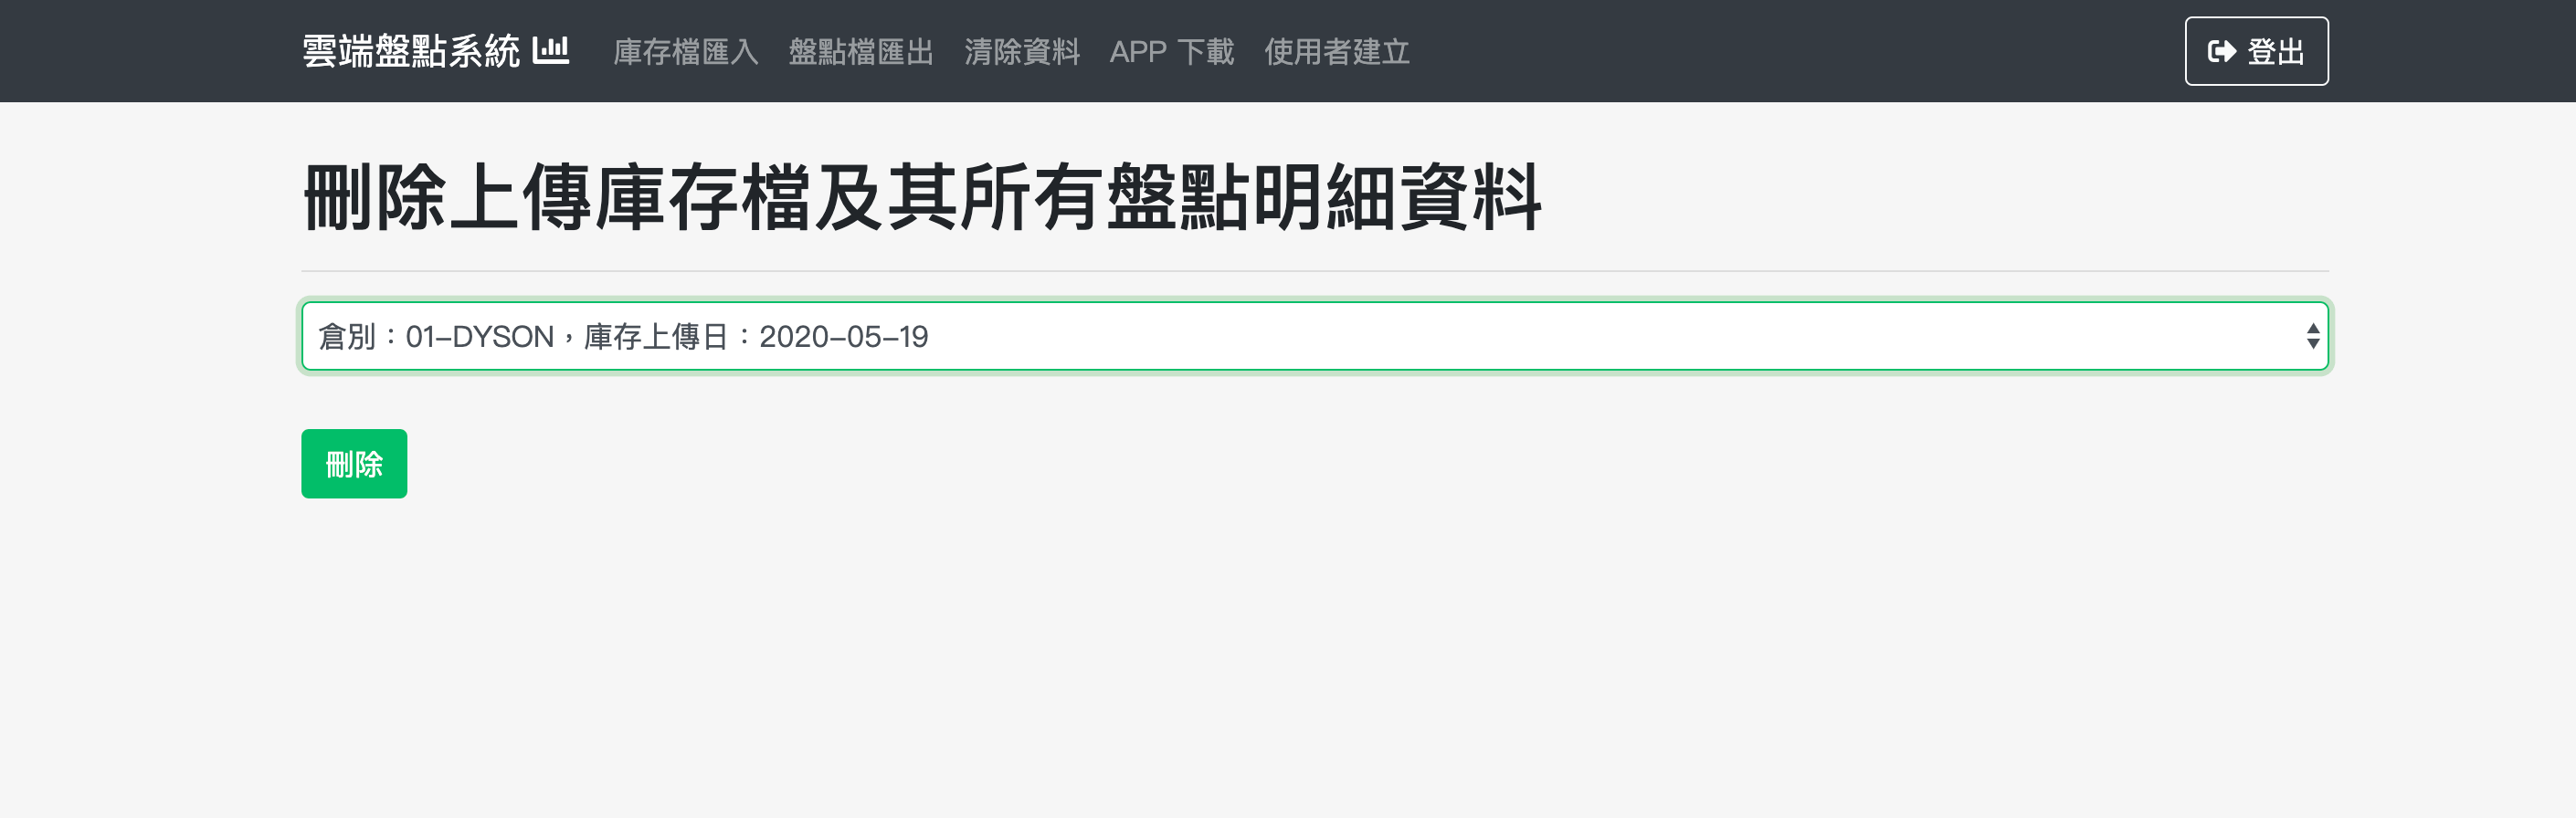 雲端盤點系統 庫存檔匯入 盤點檔匯出 清除資料 APP 下載 使用者建立 登出
刪除上傳庫存檔及其所有盤點明細資料
倉別：01-DYSON，庫存上傳日：2020-05-19
刪除